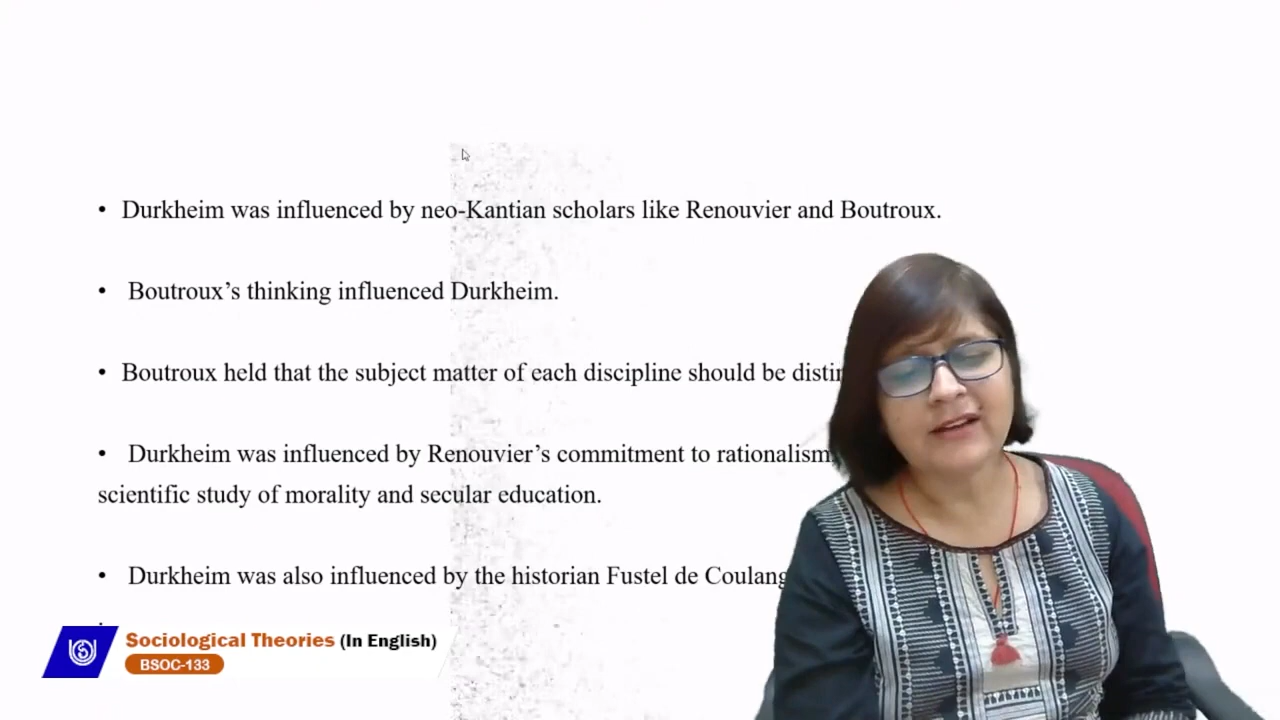 • Durkheim was influenced by neo-Kantian scholars like Renouvier and Boutroux.
• Boutroux’s thinking influenced Durkheim.
• Boutroux held that the subject matter of each discipline should be
• Durkheim was influenced by Renouvier’s commitment to rationalism
scientific study of morality and secular education.
• Durkheim was also influenced by the historian Fustel de
Sociological Theories (In English)
BSOC-133